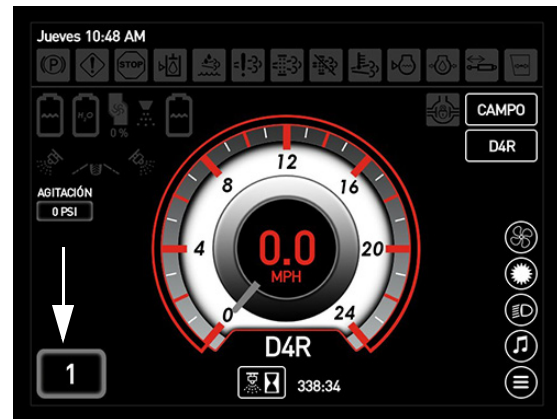 Jueves 10:48 AM
(P)
STOP
H₂O
0 %
CAMPO
D4R
AGITACIÓN
0 PSI
0
4
8
12
16
20
24
0.0
MPH
D4R
1
338:34